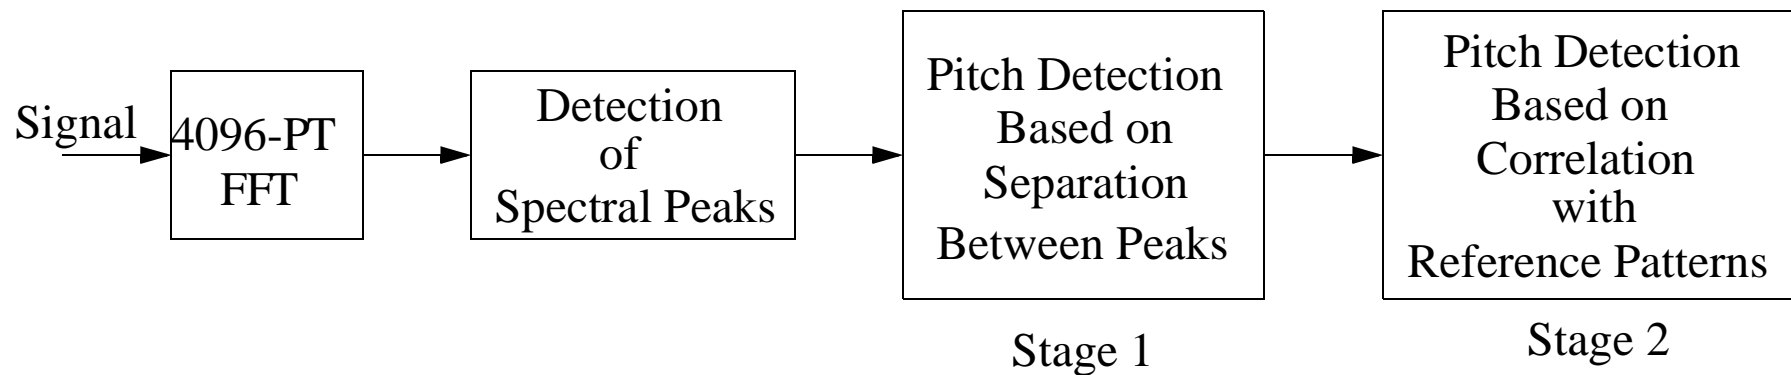 Signal
4096-PT
FFT
Detection
of
Spectral Peaks
Pitch Detection
Based on
Separation
Between Peaks
Stage 1
Pitch Detection
Based on
Correlation
with
Reference Patterns
Stage 2